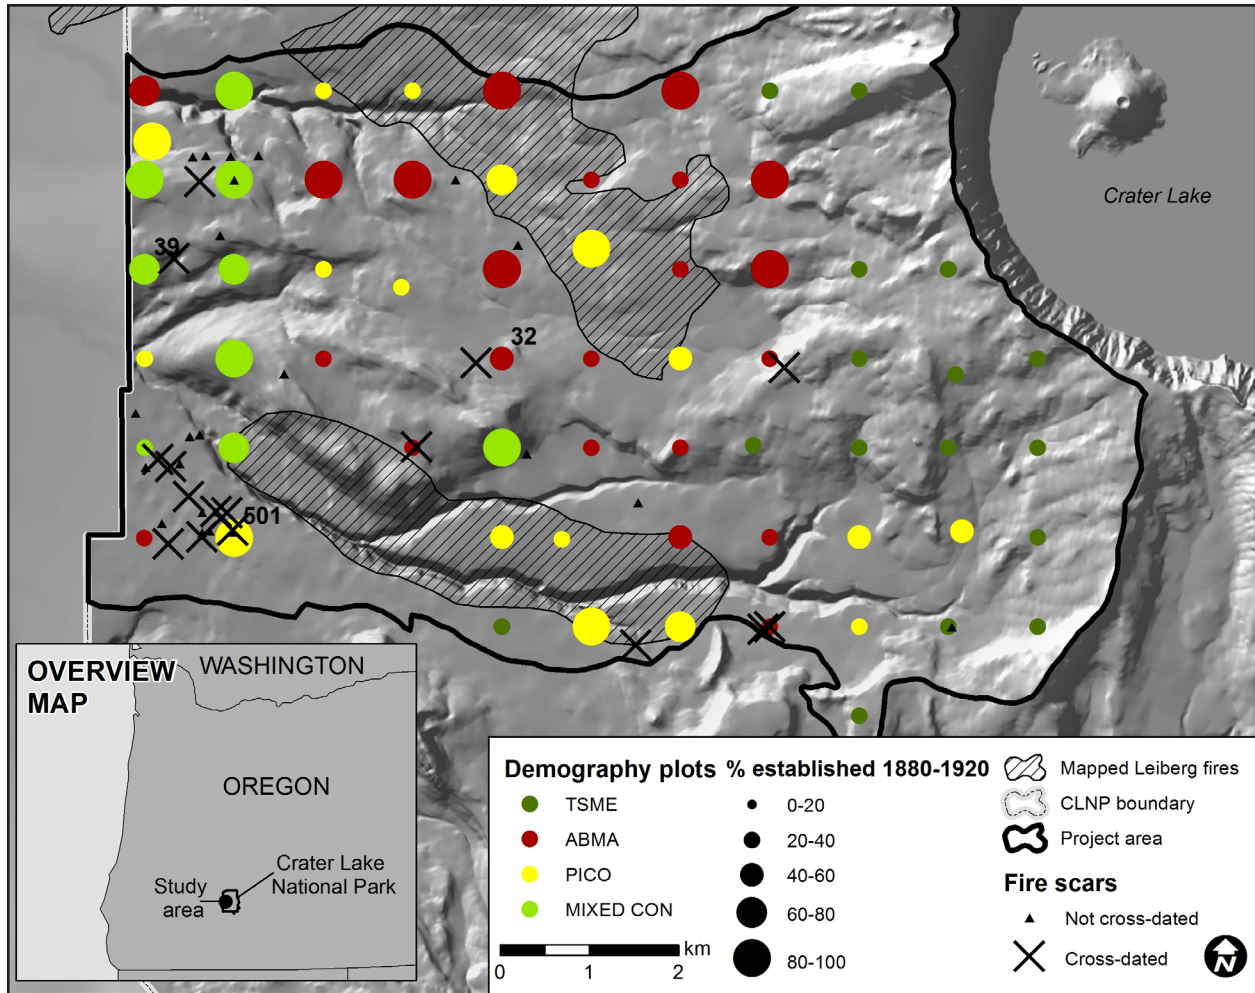 Crater Lake
39
32
501
OVERVIEW
MAP
WASHINGTON
OREGON
Crater Lake
National Park
Study
area
Demography plots
TSME
ABMA
PICO
MIXED CON
% established 1880-1920
0-20
20-40
40-60
60-80
80-100
km
0 1 2
Mapped Leiberg fires
CLNP boundary
Project area
Fire scars
Not cross-dated
Cross-dated
N